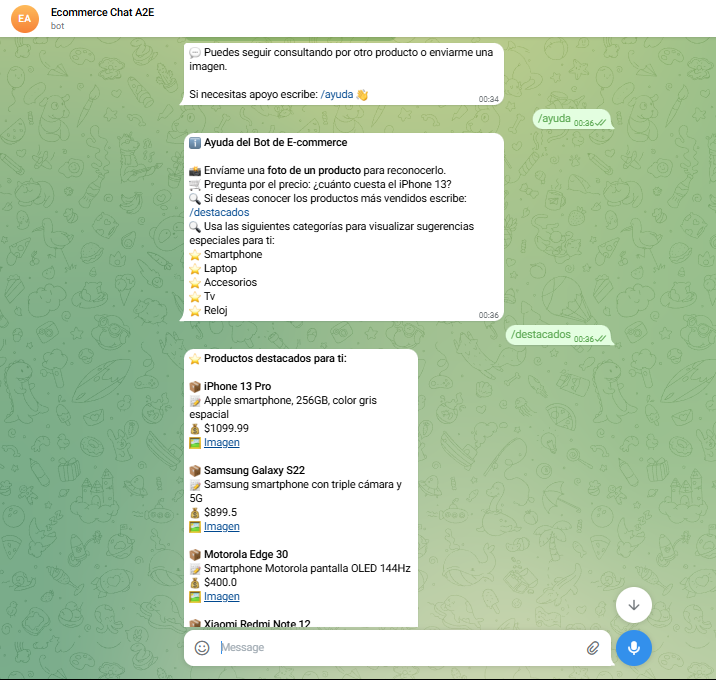 EA
Ecommerce Chat A2E
bot
💬 Puedes seguir consultando por otro producto o enviarme una
imagen.
Si necesitas apoyo escribe: /ayuda 👋
00:34
/ayuda 00:36
ℹ️ Ayuda del Bot de E-commerce
📸 Envíame una foto de un producto para reconocerlo.
🛒 Pregunta por el precio: ¿cuánto cuesta el iPhone 13?
🔍 Si deseas conocer los productos más vendidos escribe:
/destacados
🔍 Usa las siguientes categorías para visualizar sugerencias
especiales para ti:
⭐ Smartphone
⭐ Laptop
⭐ Accesorios
⭐ Tv
⭐ Reloj
00:36
/destacados 00:36
⭐ Productos destacados para ti:
📦 iPhone 13 Pro
📝 Apple smartphone, 256GB, color gris
espacial
💰 $1099.99
🖼️ Imagen
📦 Samsung Galaxy S22
📝 Samsung smartphone con triple cámara y
5G
💰 $899.5
🖼️ Imagen
📦 Motorola Edge 30
📝 Smartphone Motorola pantalla OLED 144Hz
💰 $400.0
🖼️ Imagen
📦 Xiaomi Redmi Note 12
Message